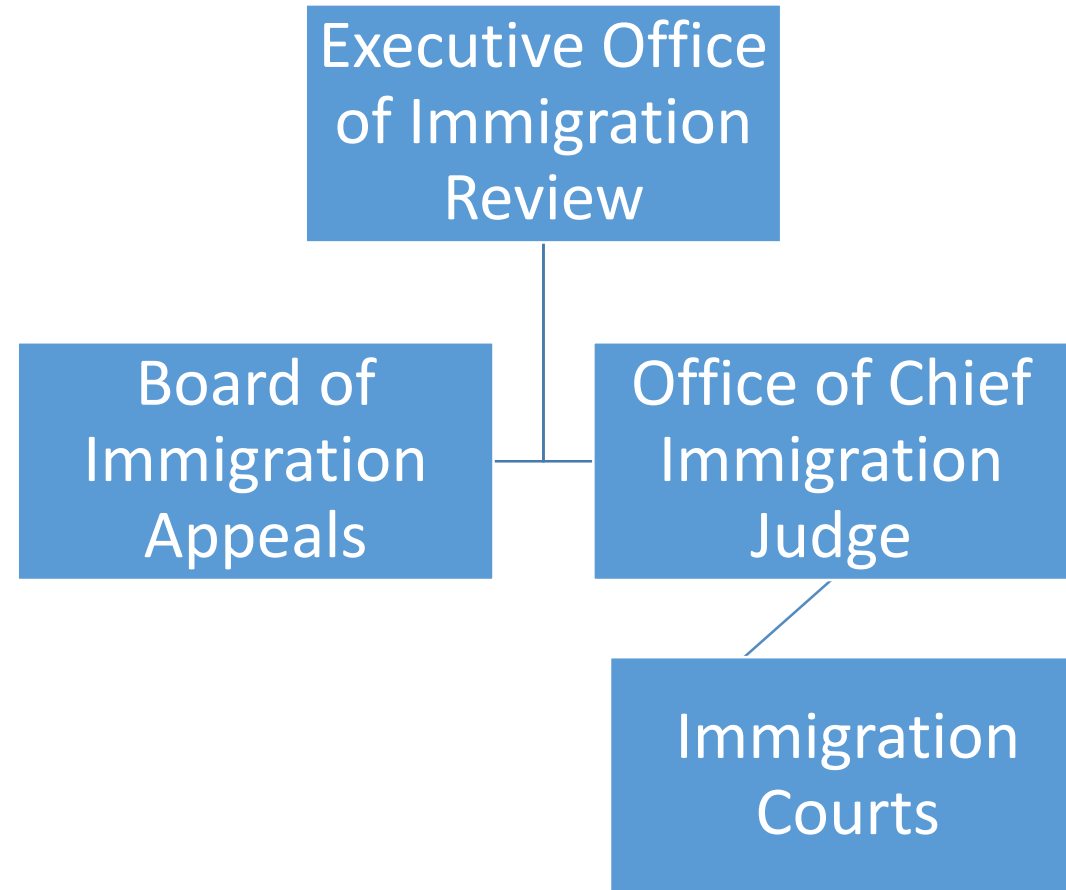 Executive Office
of Immigration
Review
Board of
Immigration
Appeals
Office of Chief
Immigration
Judge
Immigration
Courts